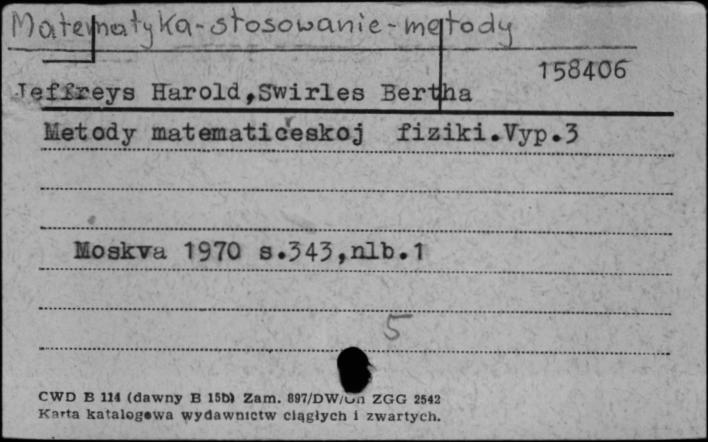 Matematyka-stosowanie-metody
158406
Jeffreys Harold,Swirles Bertha
Metody matematičeskoj fiziki.Vyp.3
Moskva 1970 s.343,nlb.1
5
CWD B 114 (dawny B 15b) Zam. 897/DW/ ZGG 2542
Karta katalogowa wydawnictw ciągłych i zwartych.